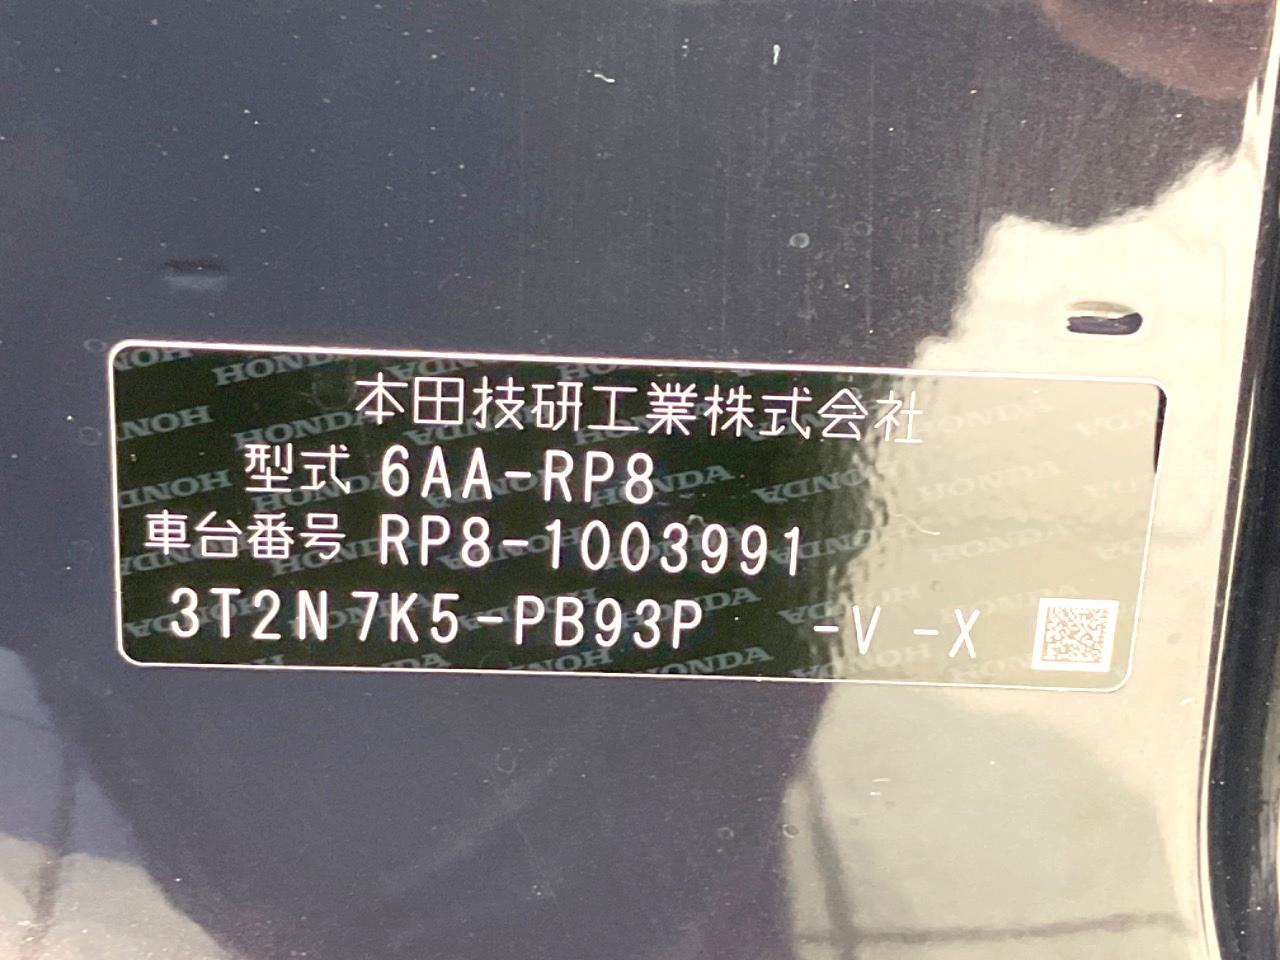 本田技研工業株式会社
型式 6AA-RP8
車台番号 RP8-1003991
3T2N7K5-PB93P -V -X